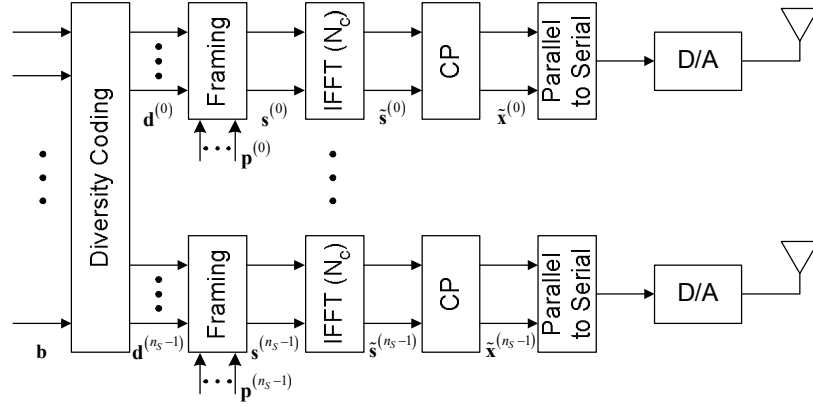 Diversity Coding
Framing
IFFT (N_C)
CP
Parallel
to Serial
D/A
d^{(0)}
s^{(0)}
s̃^{(0)}
x̃^{(0)}
p^{(0)}
Framing
IFFT (N_C)
CP
Parallel
to Serial
D/A
b
d^{(n_S-1)}
s^{(n_S-1)}
s̃^{(n_S-1)}
x̃^{(n_S-1)}
p^{(n_S-1)}